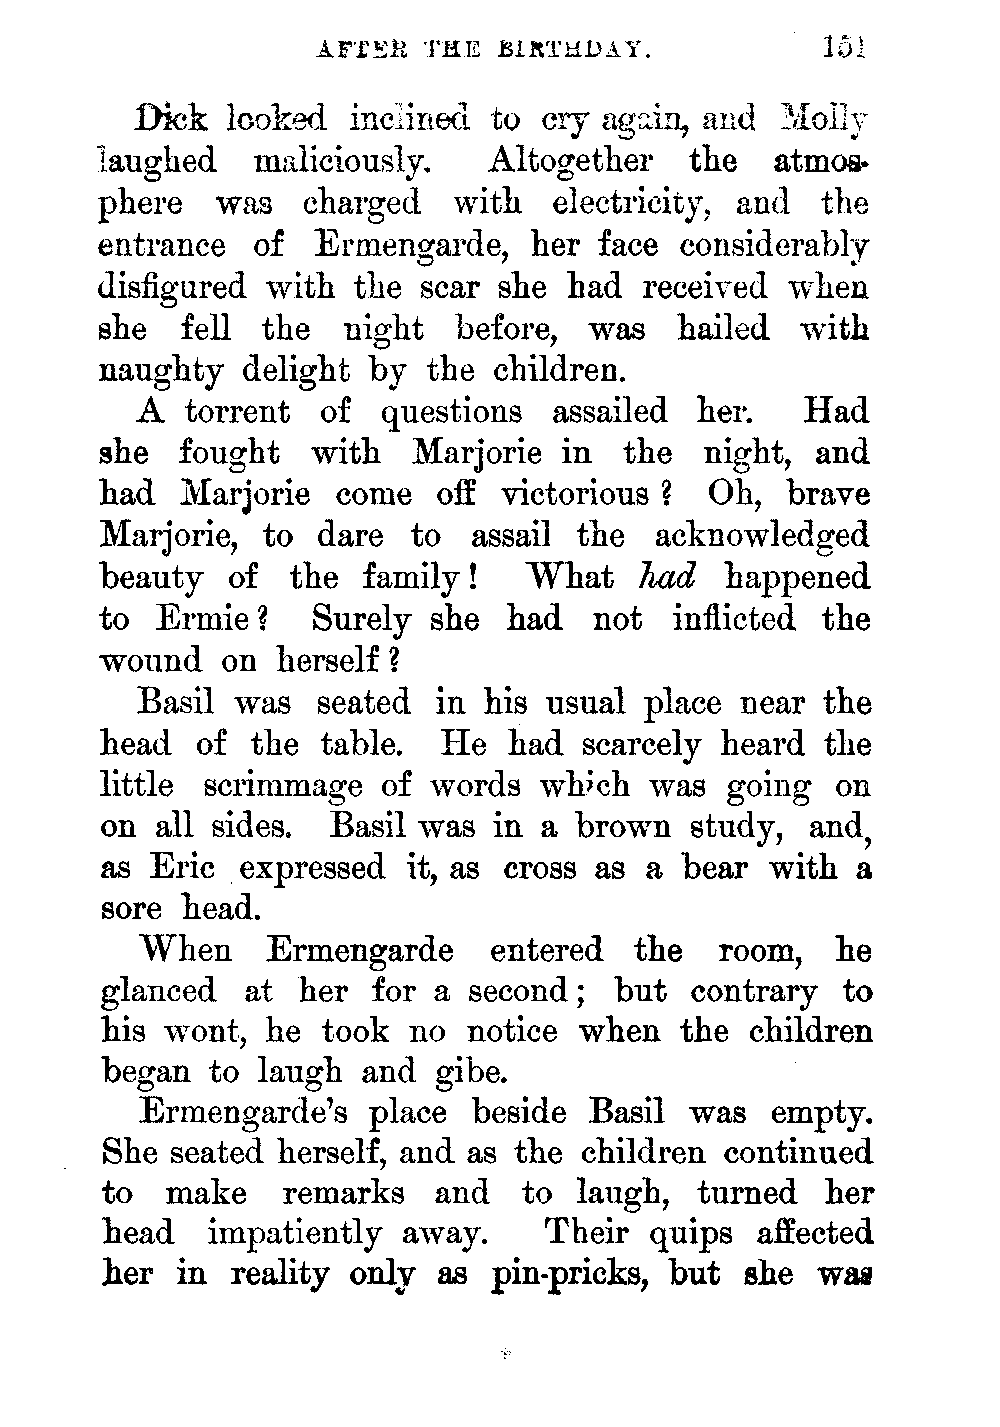 AFTER THE BIRTHDAY. 151
Dick looked inclined to cry again, and Molly
laughed maliciously. Altogether the atmos-
phere was charged with electricity, and the
entrance of Ermengarde, her face considerably
disfigured with the scar she had received when
she fell the night before, was hailed with
naughty delight by the children.
A torrent of questions assailed her. Had
she fought with Marjorie in the night, and
had Marjorie come off victorious? Oh, brave
Marjorie, to dare to assail the acknowledged
beauty of the family! What had happened
to Ermie? Surely she had not inflicted the
wound on herself?
Basil was seated in his usual place near the
head of the table. He had scarcely heard the
little scrimmage of words which was going on
on all sides. Basil was in a brown study, and,
as Eric expressed it, as cross as a bear with a
sore head.
When Ermengarde entered the room, he
glanced at her for a second; but contrary to
his wont, he took no notice when the children
began to laugh and gibe.
Ermengarde's place beside Basil was empty.
She seated herself, and as the children continued
to make remarks and to laugh, turned her
head impatiently away. Their quips affected
her in reality only as pin-pricks, but she was